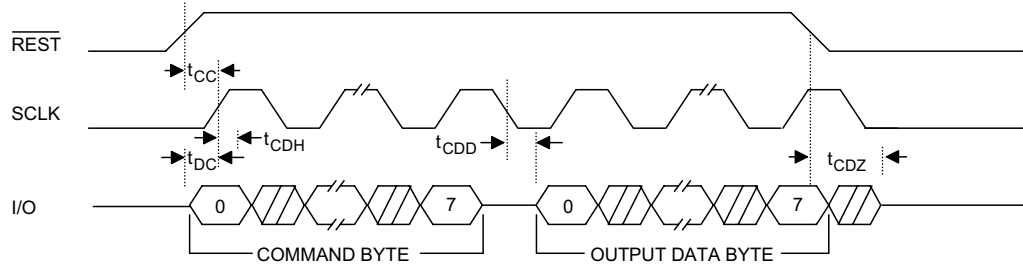 REST
tCC
SCLK
tCDH
tCDD
tDC
tCDZ
I/O
0
7
0
7
COMMAND BYTE
OUTPUT DATA BYTE